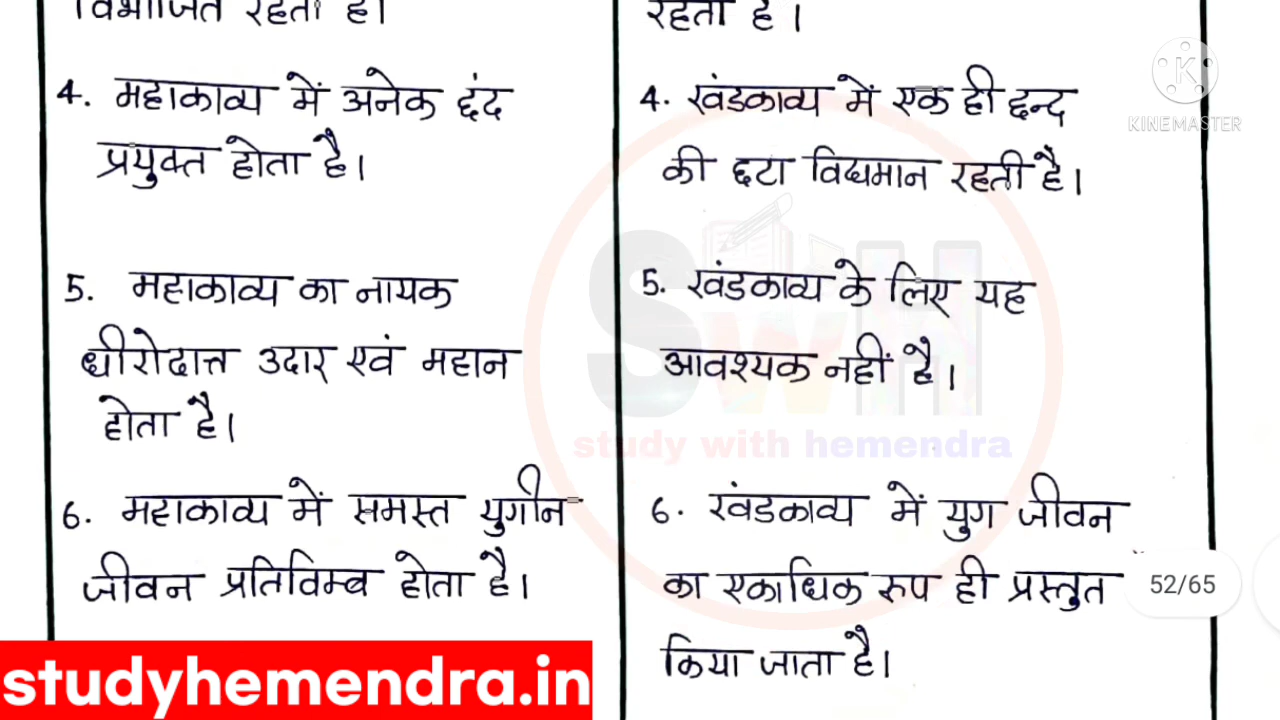 विभाजित रहता है।
4. महाकाव्य में अनेक छंद
प्रयुक्त होता है।
5. महाकाव्य का नायक
धीरोदात्त उदार एवं महान
होता है।
6. महाकाव्य में समस्त युगीन
जीवन प्रतिविम्ब होता है।
रहता है।
4. खंडकाव्य में एक ही छन्द
की छटा विद्यमान रहती है।
5. खंडकाव्य के लिए यह
आवश्यक नहीं है।
6. खंडकाव्य में युग जीवन
का एकाधिक रुप ही प्रस्तुत
किया जाता है।
SWH
study with hemendra
K
KINEMASTER
52/65
studyhemendra.in